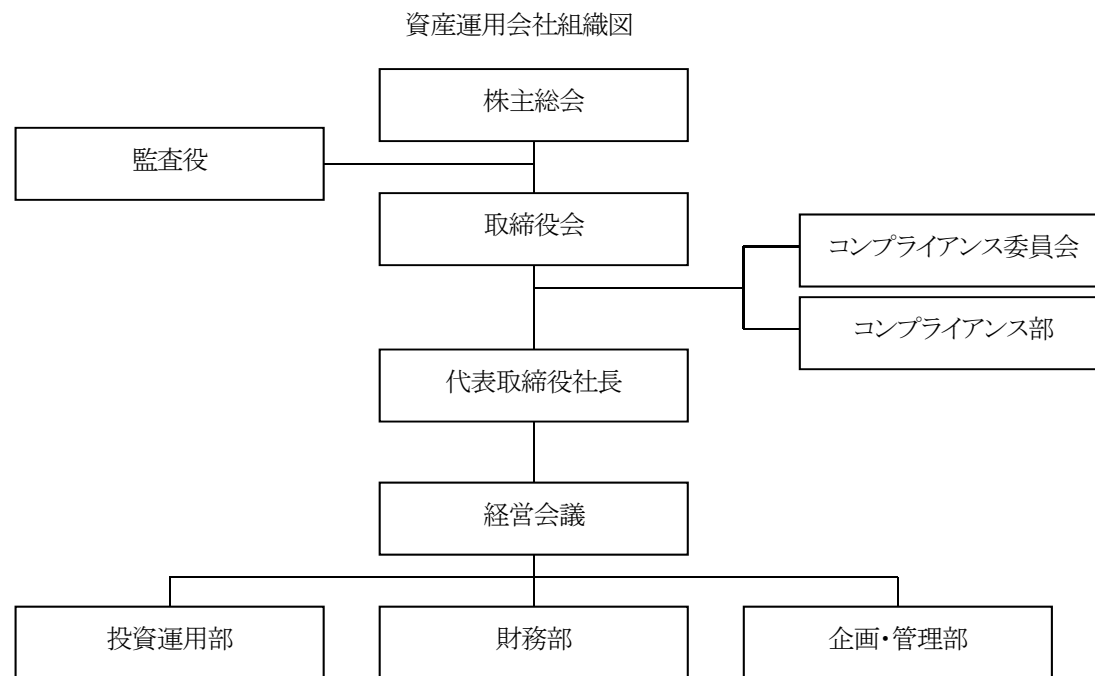 資産運用会社組織図
株主総会
監査役
取締役会
コンプライアンス委員会
コンプライアンス部
代表取締役社長
経営会議
投資運用部
財務部
企画・管理部